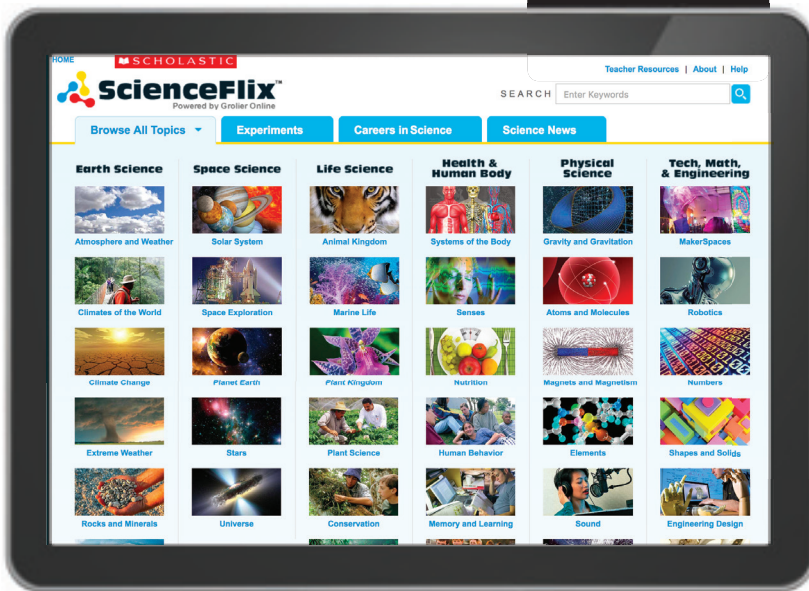 HOME
SCHOLASTIC
Teacher Resources | About | Help
ScienceFlix™
Powered by Grolier Online
SEARCH Enter Keywords
Browse All Topics Experiments Careers in Science Science News
Earth Science Space Science Life Science Health & Human Body Physical Science Tech, Math, & Engineering
Atmosphere and Weather Solar System Animal Kingdom Systems of the Body Gravity and Gravitation MakerSpaces
Climates of the World Space Exploration Marine Life Senses Atoms and Molecules Robotics
Climate Change Planet Earth Plant Kingdom Nutrition Magnets and Magnetism Numbers
Extreme Weather Stars Plant Science Human Behavior Elements Shapes and Solids
Rocks and Minerals Universe Conservation Memory and Learning Sound Engineering Design